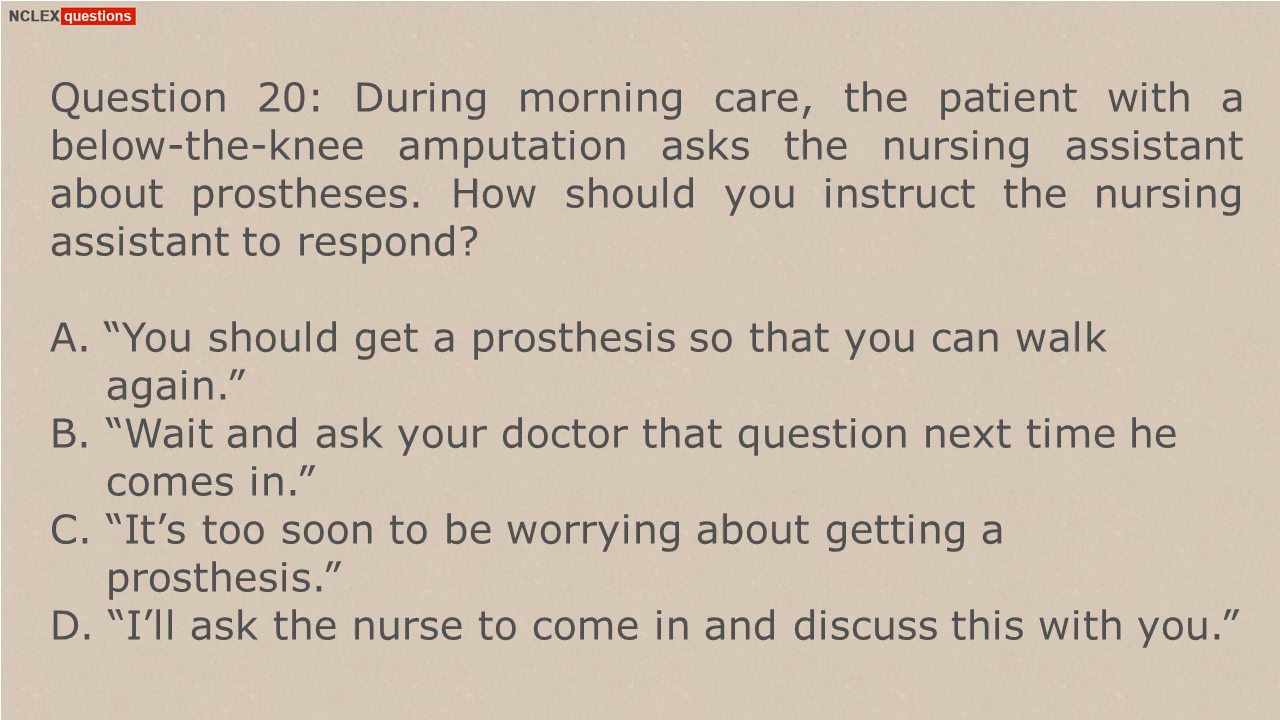 NCLEX questions
Question 20: During morning care, the patient with a
below-the-knee amputation asks the nursing assistant
about prostheses. How should you instruct the nursing
assistant to respond?
A. “You should get a prosthesis so that you can walk
again.”
B. “Wait and ask your doctor that question next time he
comes in.”
C. “It’s too soon to be worrying about getting a
prosthesis.”
D. “I’ll ask the nurse to come in and discuss this with you.”